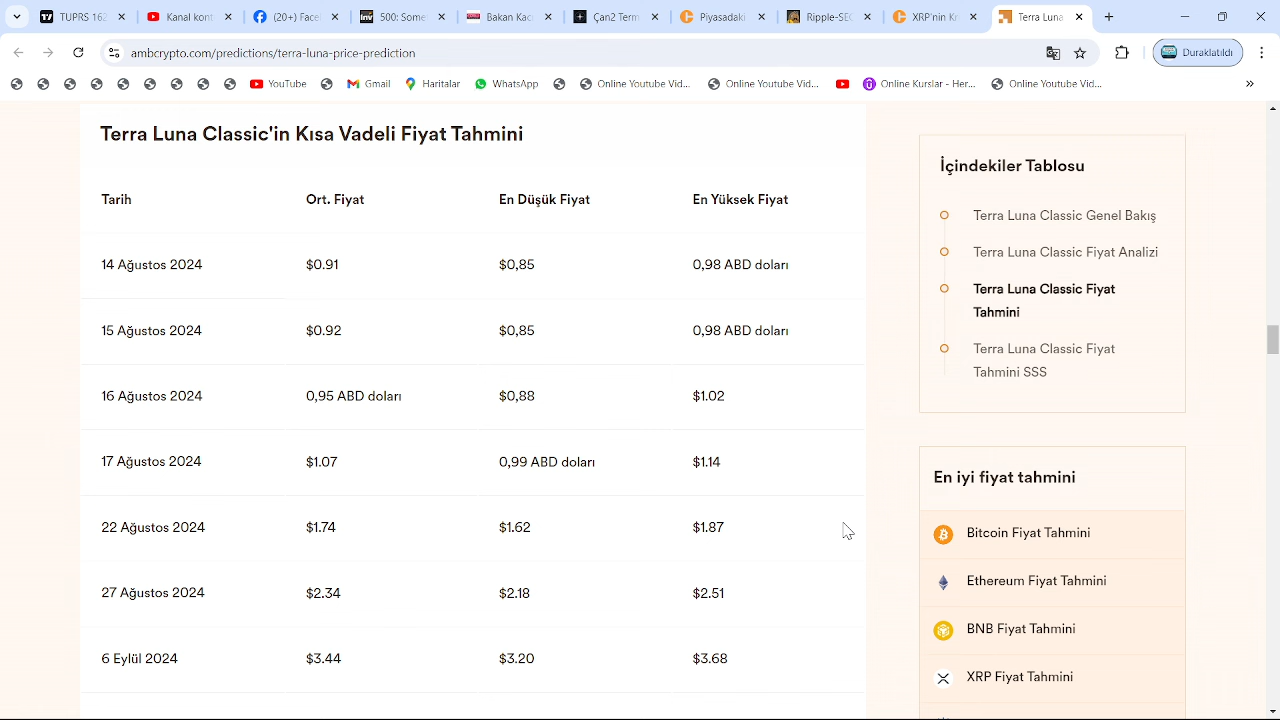 TUPRS 162
Kanal kut
(20+
500: Some
Bakan Kac
Çan2 Term
Piyasadaki
Ripple-SE
XRP'nin K
Terra Luna
ambcrypto.com/predictions/terra-luna-price-prediction
Duraklatıldı
YouTube
Gmail
Haritalar
WhatsApp
Online Youtube Vid...
Online Youtube Vid...
Online Kurslar - Her...
Online Youtube Vid...
Terra Luna Classic'in Kısa Vadeli Fiyat Tahmini
Tarih Ort. Fiyat En Düşük Fiyat En Yüksek Fiyat
14 Ağustos 2024 $0.91 $0,85 0,98 ABD doları
15 Ağustos 2024 $0.92 $0,85 0,98 ABD doları
16 Ağustos 2024 0,95 ABD doları $0,88 $1.02
17 Ağustos 2024 $1.07 0,99 ABD doları $1.14
22 Ağustos 2024 $1.74 $1.62 $1.87
27 Ağustos 2024 $2.34 $2.18 $2.51
6 Eylül 2024 $3.44 $3.20 $3.68
İçindekiler Tablosu
Terra Luna Classic Genel Bakış
Terra Luna Classic Fiyat Analizi
Terra Luna Classic Fiyat
Tahmini
Terra Luna Classic Fiyat
Tahmini SSS
En iyi fiyat tahmini
Bitcoin Fiyat Tahmini
Ethereum Fiyat Tahmini
BNB Fiyat Tahmini
XRP Fiyat Tahmini